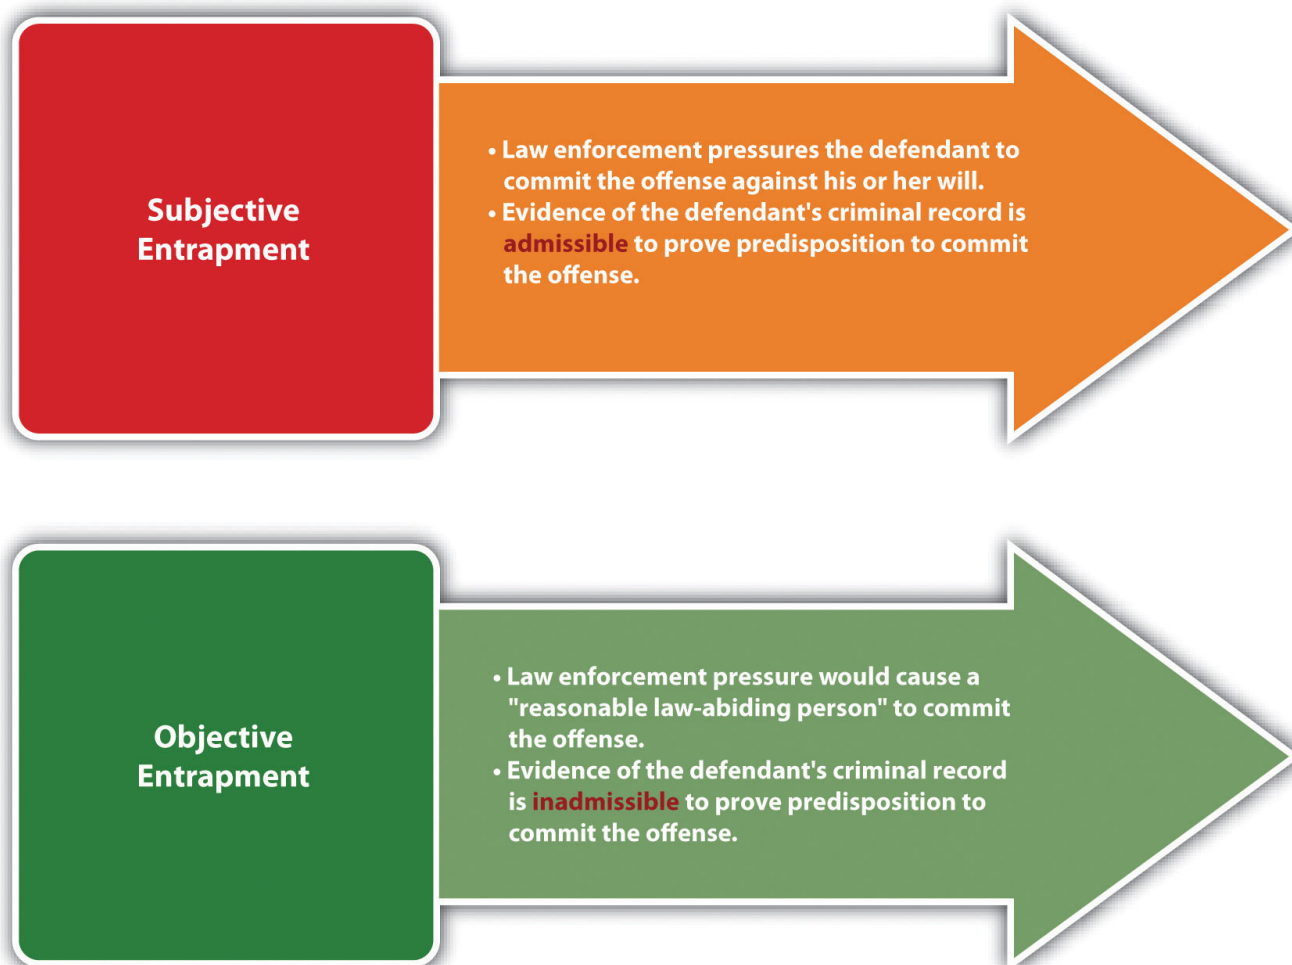 Subjective
Entrapment
• Law enforcement pressures the defendant to
commit the offense against his or her will.
• Evidence of the defendant's criminal record is
admissible to prove predisposition to commit
the offense.
Objective
Entrapment
• Law enforcement pressure would cause a
"reasonable law-abiding person" to commit
the offense.
• Evidence of the defendant's criminal record
is inadmissible to prove predisposition to
commit the offense.